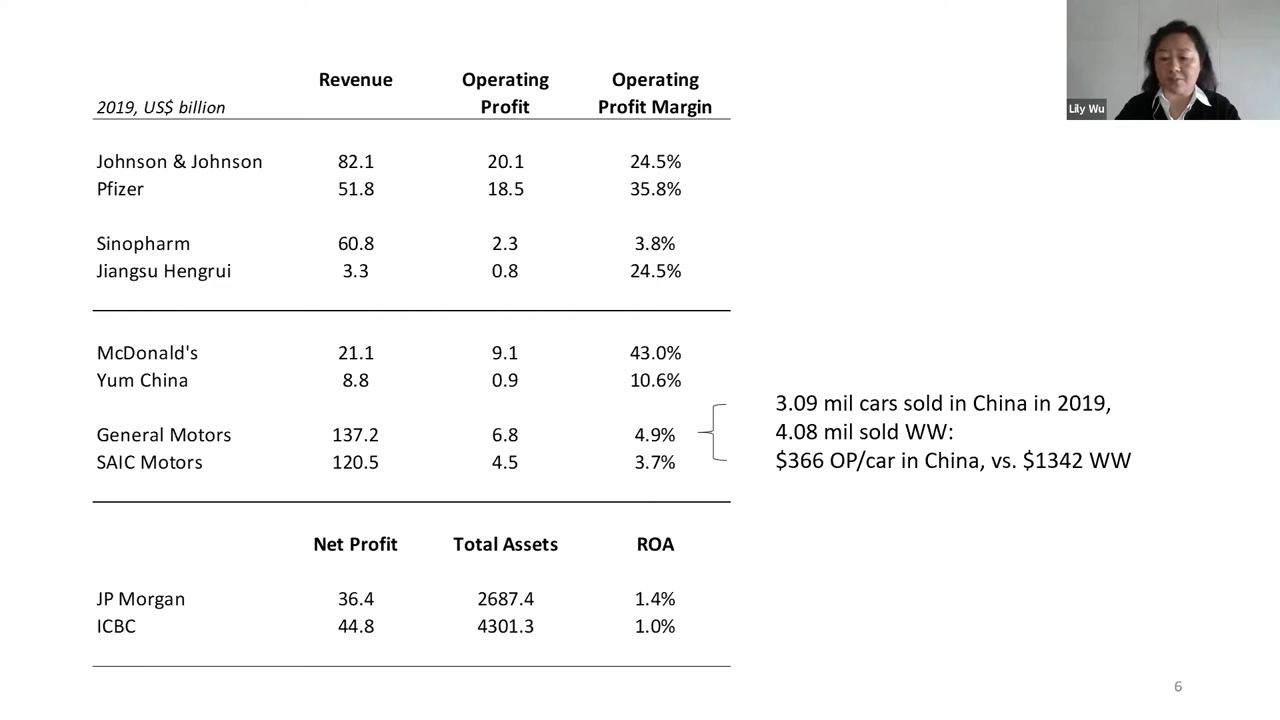 Revenue Operating Operating
2019, US$ billion Profit Profit Margin
Johnson & Johnson 82.1 20.1 24.5%
Pfizer 51.8 18.5 35.8%
Sinopharm 60.8 2.3 3.8%
Jiangsu Hengrui 3.3 0.8 24.5%
McDonald's 21.1 9.1 43.0%
Yum China 8.8 0.9 10.6%
General Motors 137.2 6.8 4.9%
SAIC Motors 120.5 4.5 3.7%
3.09 mil cars sold in China in 2019,
4.08 mil sold WW:
$366 OP/car in China, vs. $1342 WW
Net Profit Total Assets ROA
JP Morgan 36.4 2687.4 1.4%
ICBC 44.8 4301.3 1.0%
6
Lily Wu